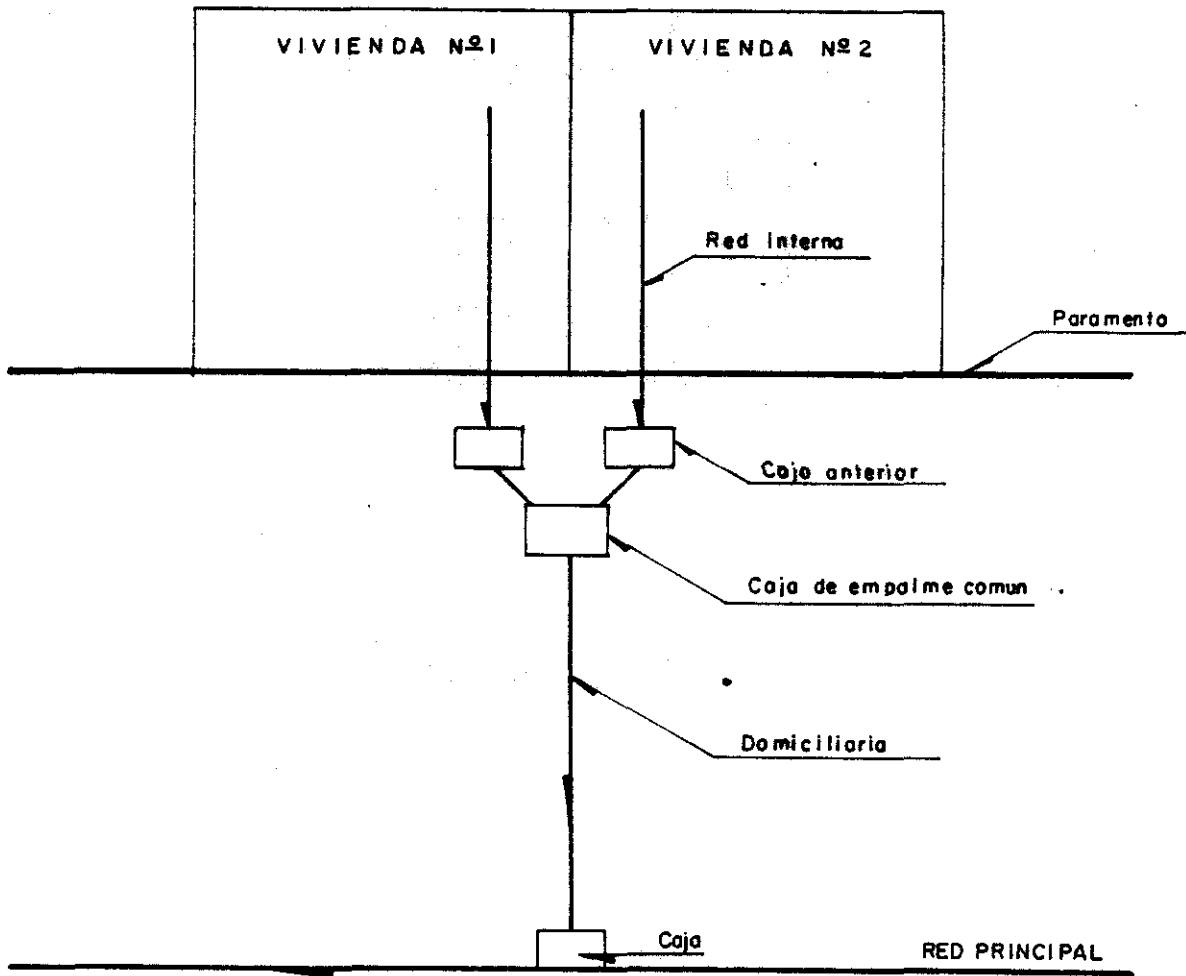 VIVIENDA Nº1
VIVIENDA Nº2
Red interna
Paramento
Caja anterior
Caja de empalme comun
Domiciliaria
Caja
RED PRINCIPAL